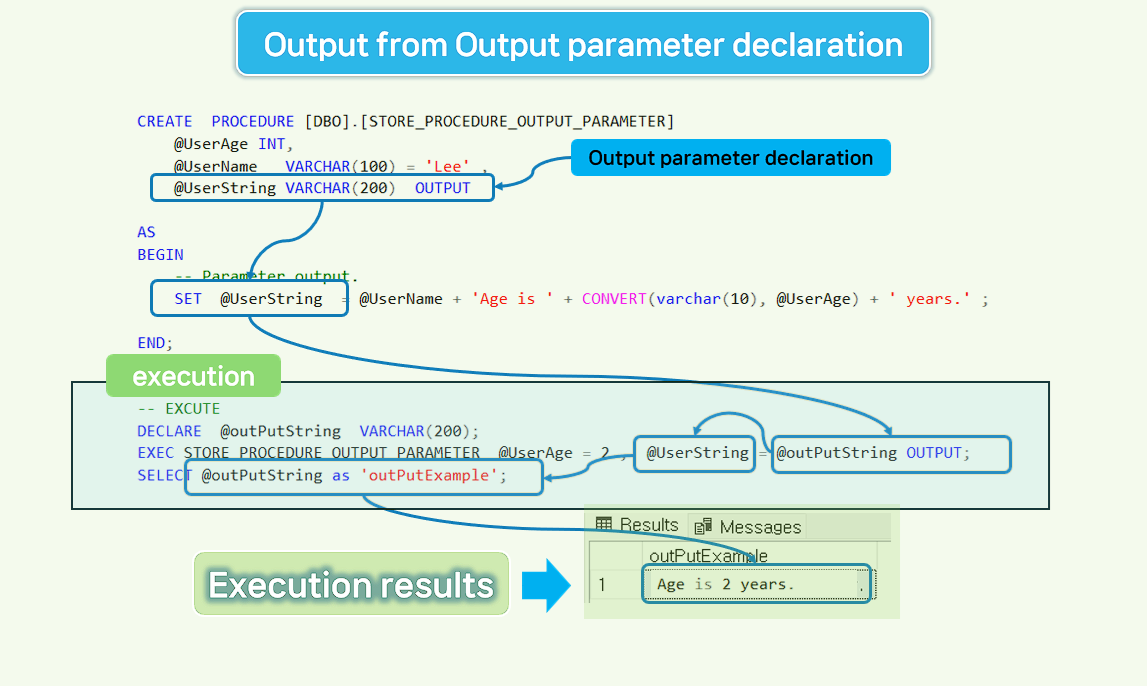 Output from Output parameter declaration
CREATE PROCEDURE [DBO].[STORE_PROCEDURE_OUTPUT_PARAMETER]
@UserAge INT,
@UserName VARCHAR(100) = 'Lee' ,
Output parameter declaration
@UserString VARCHAR(200) OUTPUT
AS
BEGIN
-- Parameter output.
SET @UserString = @UserName + 'Age is ' + CONVERT(varchar(10), @UserAge) + ' years.' ;
END;
execution
-- EXCUTE
DECLARE @outPutString VARCHAR(200);
EXEC STORE_PROCEDURE_OUTPUT_PARAMETER @UserAge = 2 , @UserString = @outPutString OUTPUT;
SELECT @outPutString as 'outPutExample';
Results Messages
outPutExample
1 Age is 2 years. .
Execution results